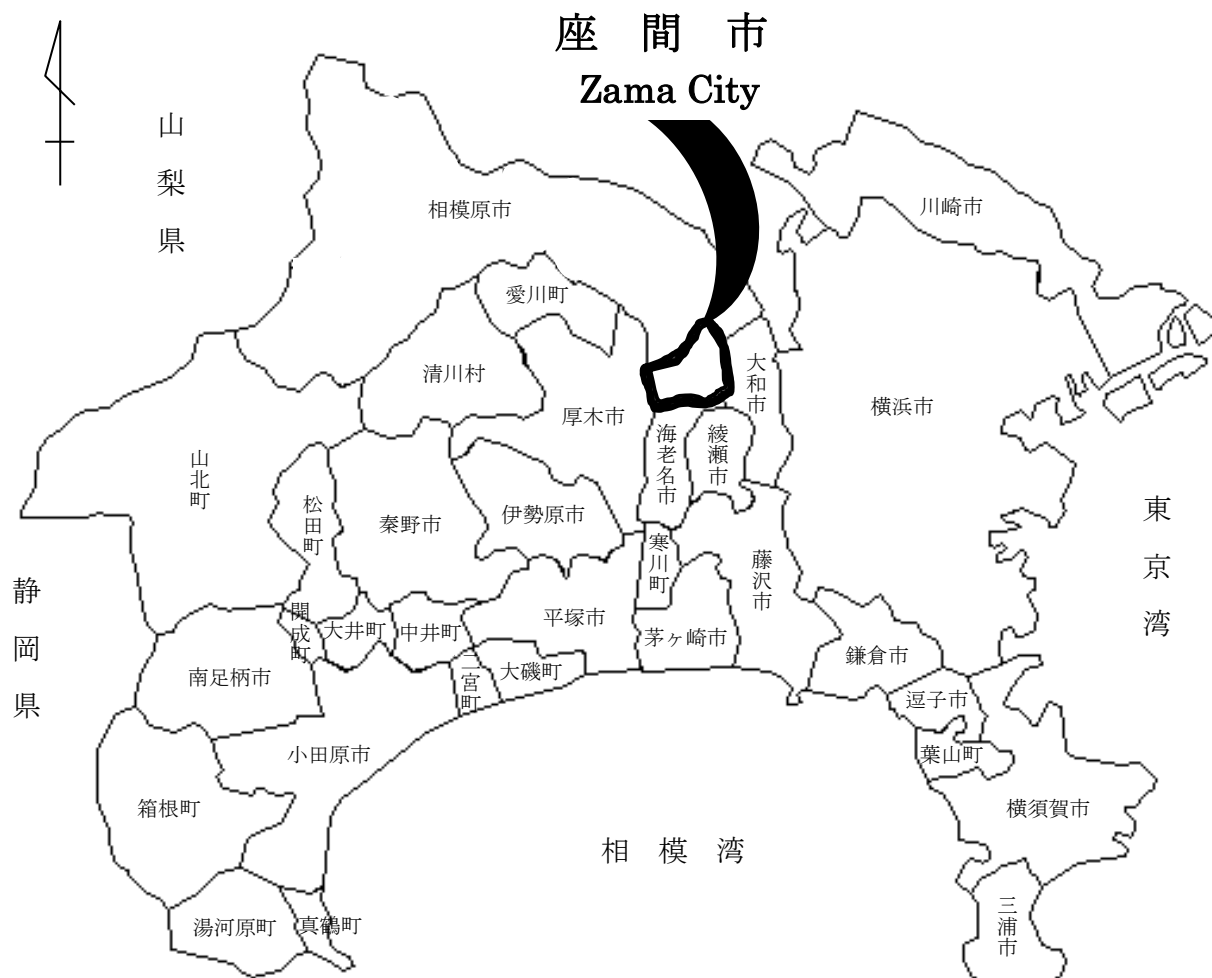 座間市
Zama City
山梨県
相模原市
川崎市
愛川町
清川村
厚木市
大和市
横浜市
海老名市
綾瀬市
山北町
松田町
秦野市
伊勢原市
東京湾
寒川町
藤沢市
静岡県
開成町
大井町
中井町
平塚市
茅ヶ崎市
鎌倉市
南足柄市
二宮町
大磯町
逗子市
小田原市
葉山町
箱根町
横須賀市
相模湾
湯河原町
真鶴町
三浦市